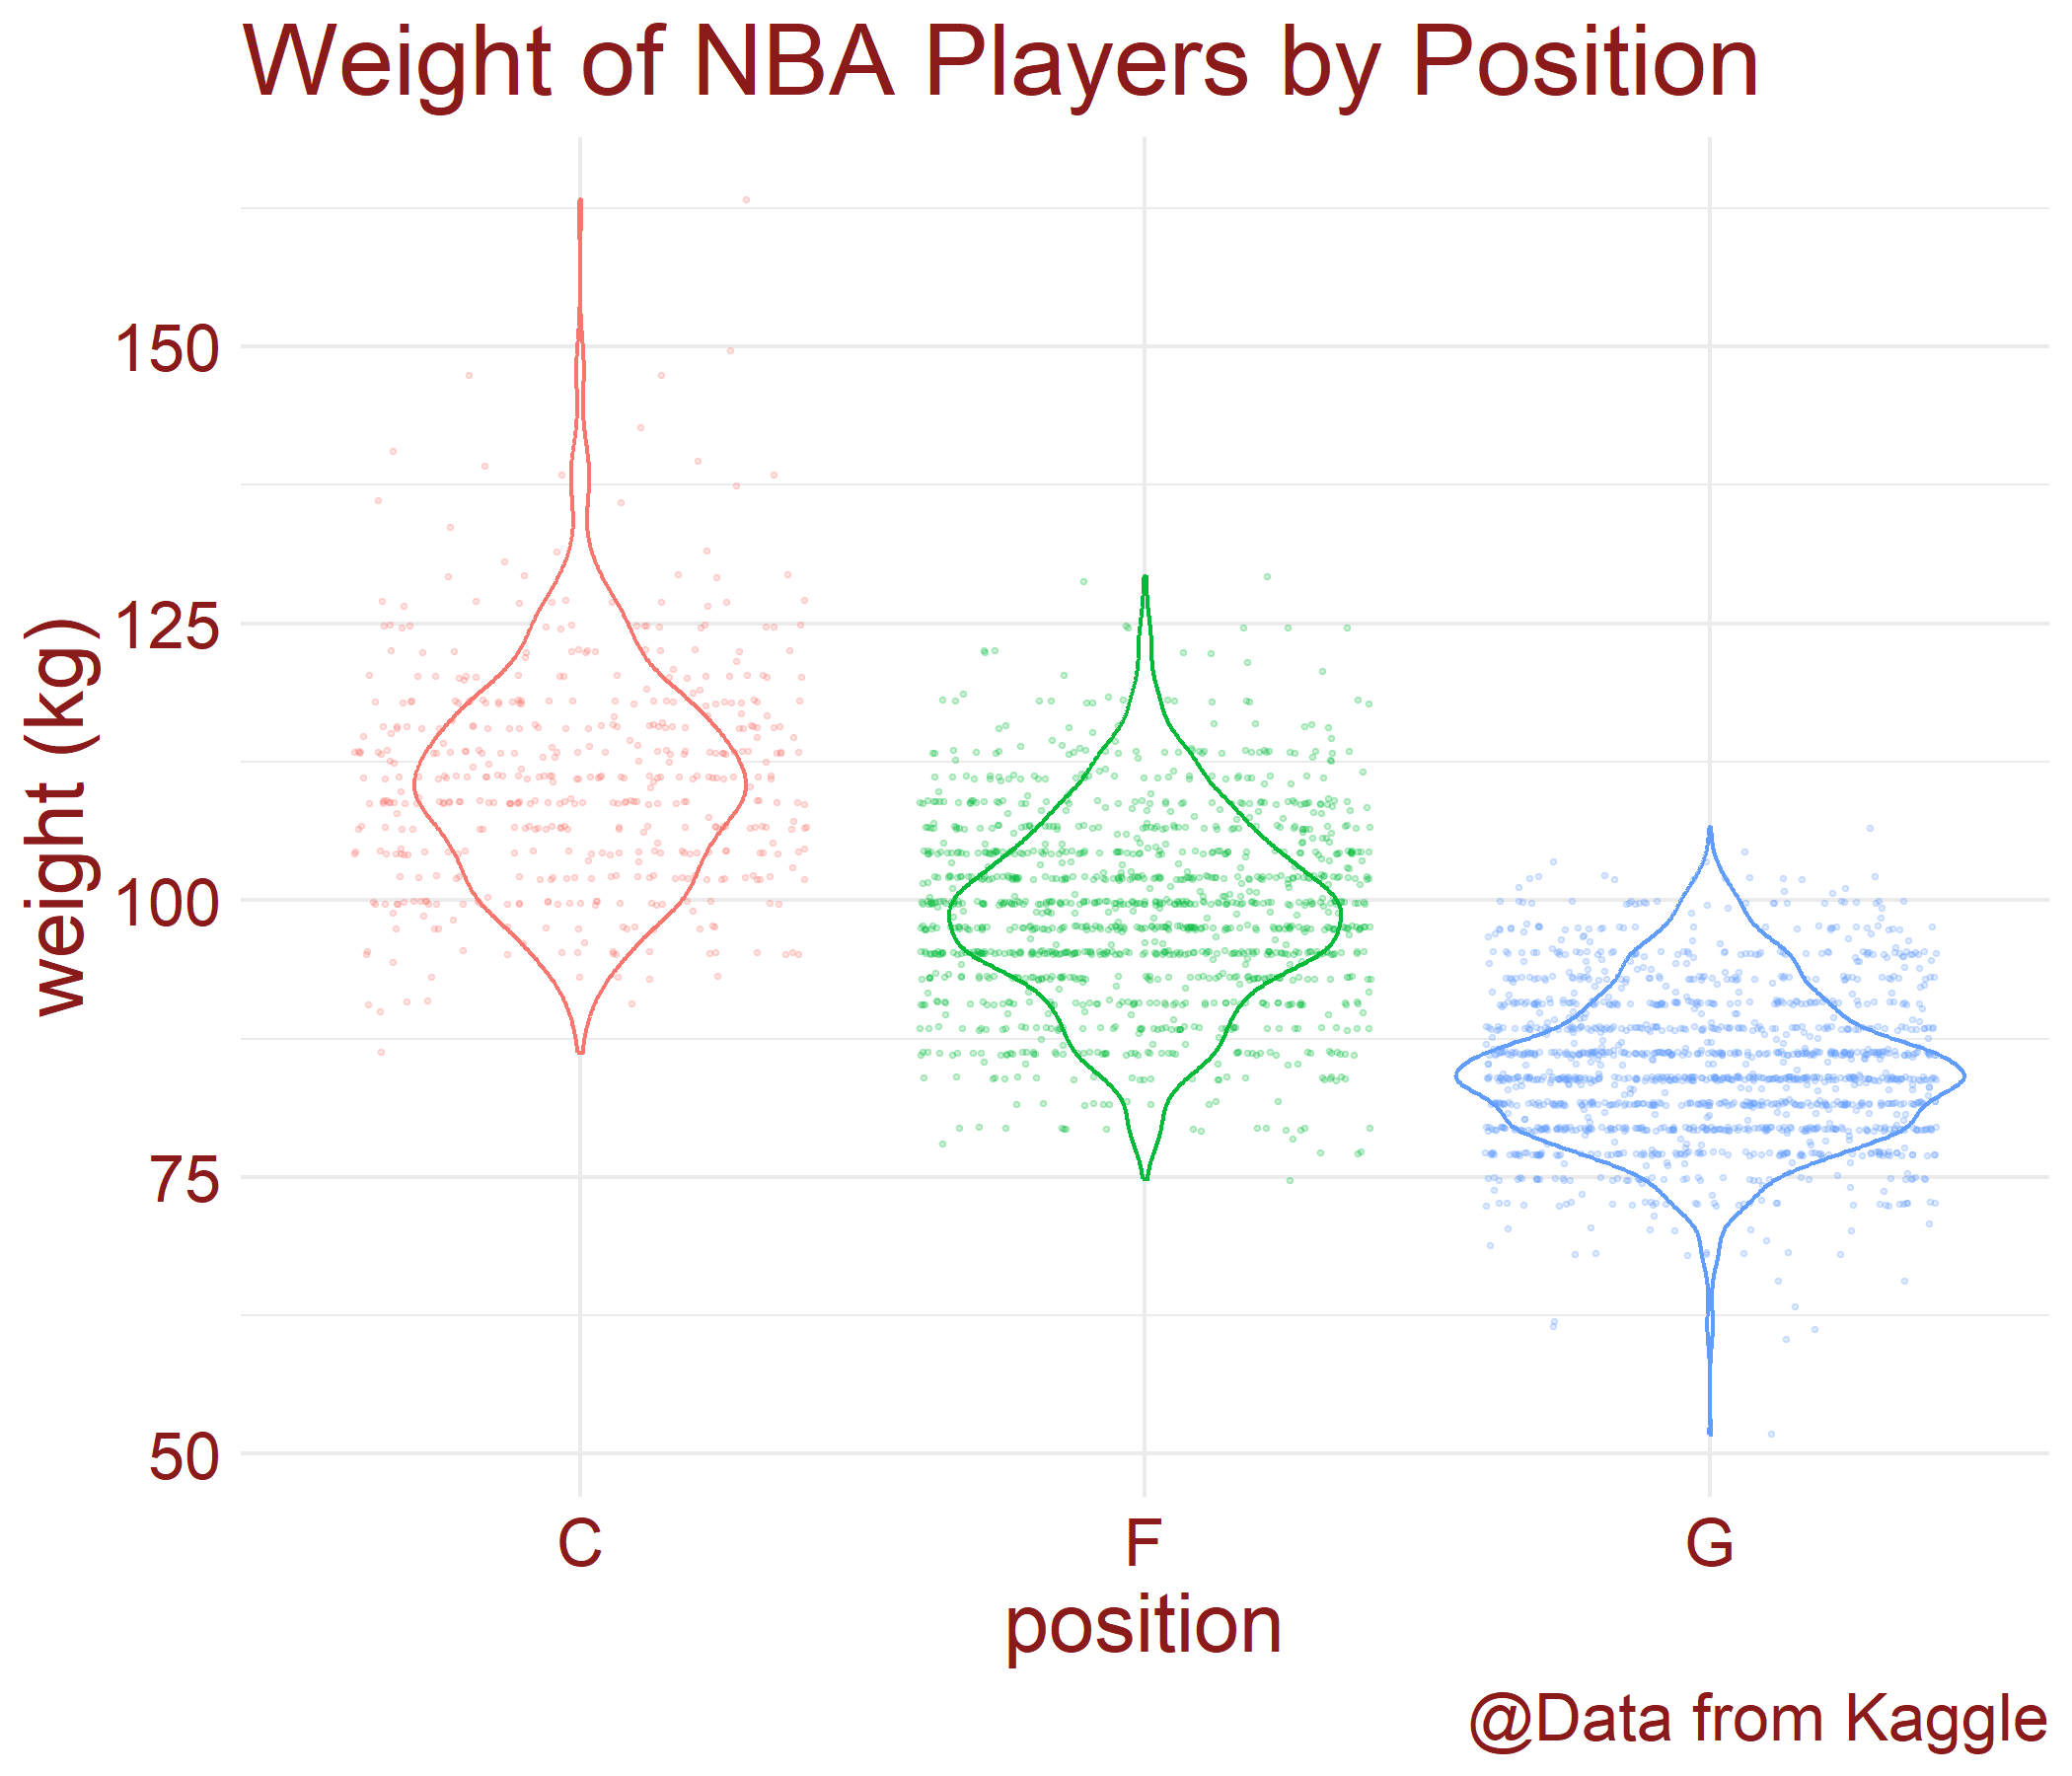 Weight of NBA Players by Position
weight (kg)
150
125
100
75
50
C F G
position
@Data from Kaggle